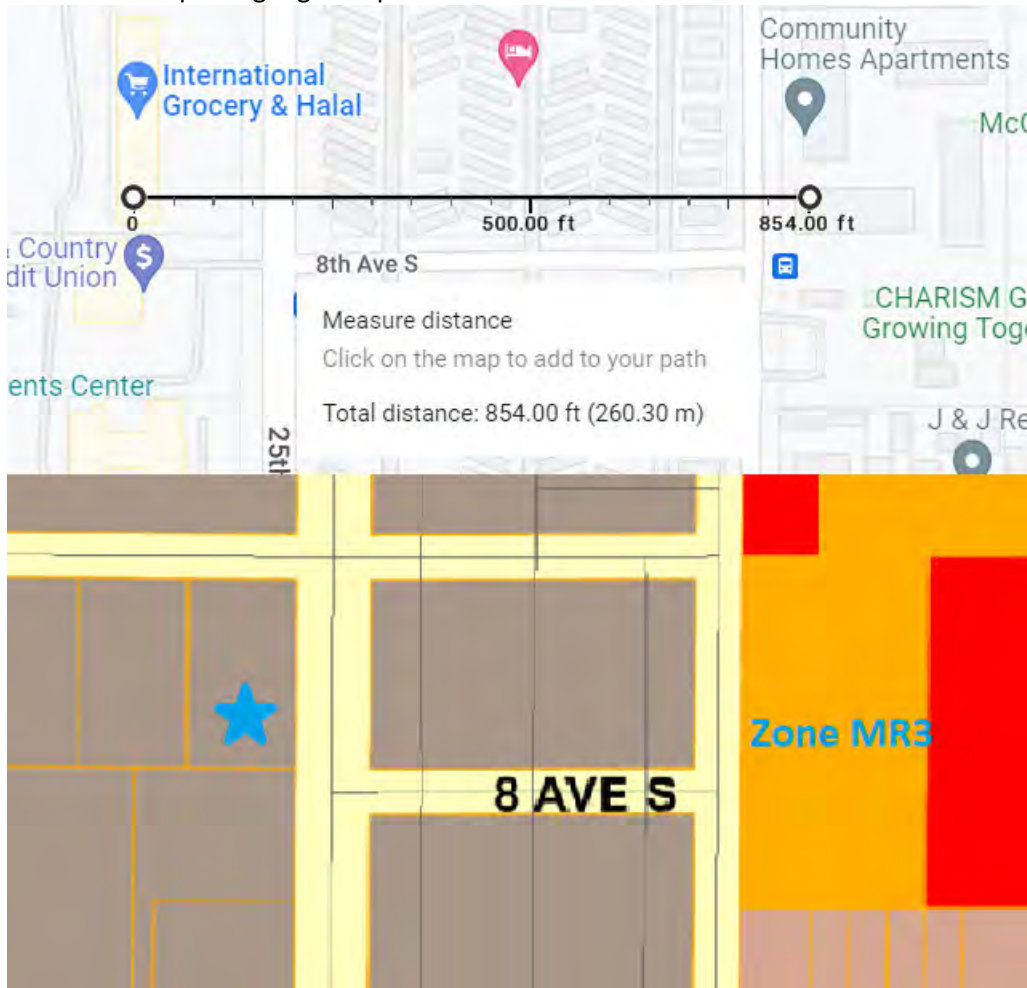 Community
Homes Apartments
International
Grocery & Halal
McC
0
500.00 ft
854.00 ft
Country
dit Union
$
8th Ave S
Measure distance
Click on the map to add to your path
Total distance: 854.00 ft (260.30 m)
CHARISM G
Growing Toge
ents Center
25th
J & J Re
Zone MR3
8 AVE S